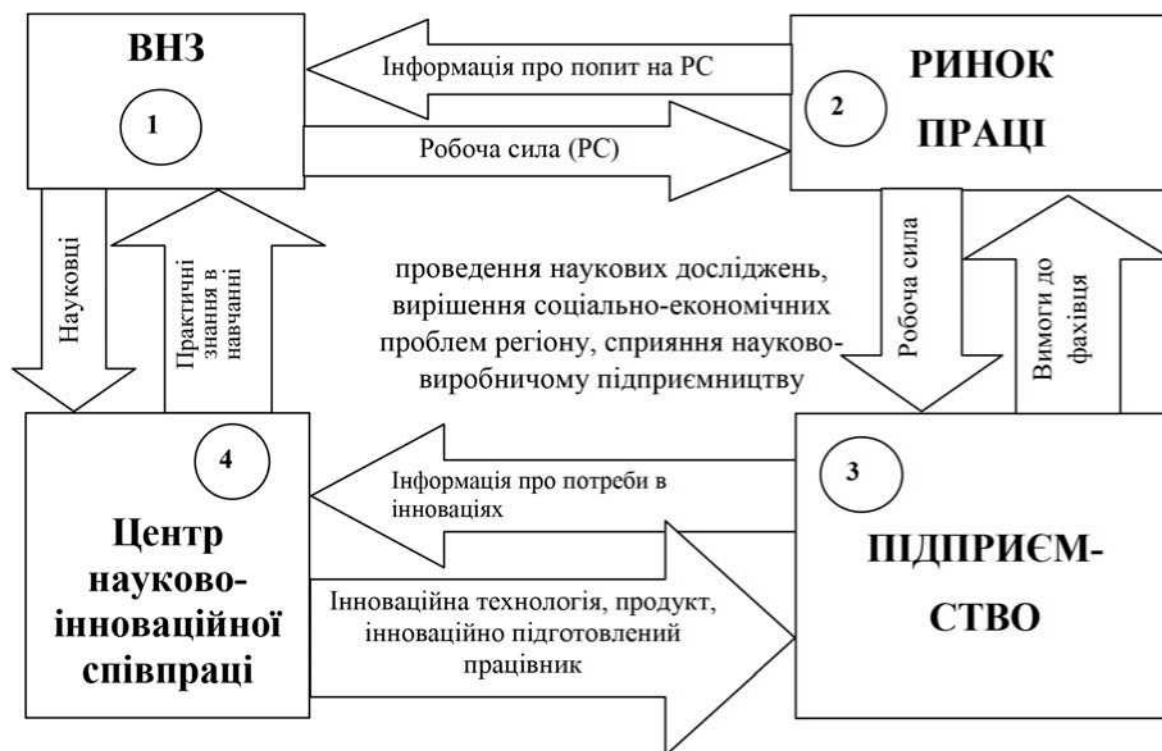 ВНЗ
1
Інформація про попит на РС
Робоча сила (РС)
РИНОК
2
ПРАЦІ
Науковці
Практичні
знання в
навчанні
проведення наукових досліджень,
вирішення соціально-економічних
проблем регіону, сприяння науково-
виробничому підприємництву
Робоча сила
Вимоги до
фахівця
4
Центр
науково-
інноваційної
співпраці
Інформація про потреби в
інноваціях
Інноваційна технологія, продукт,
інноваційно підготовлений
працівник
3
ПІДПРИЄМ-
СТВО